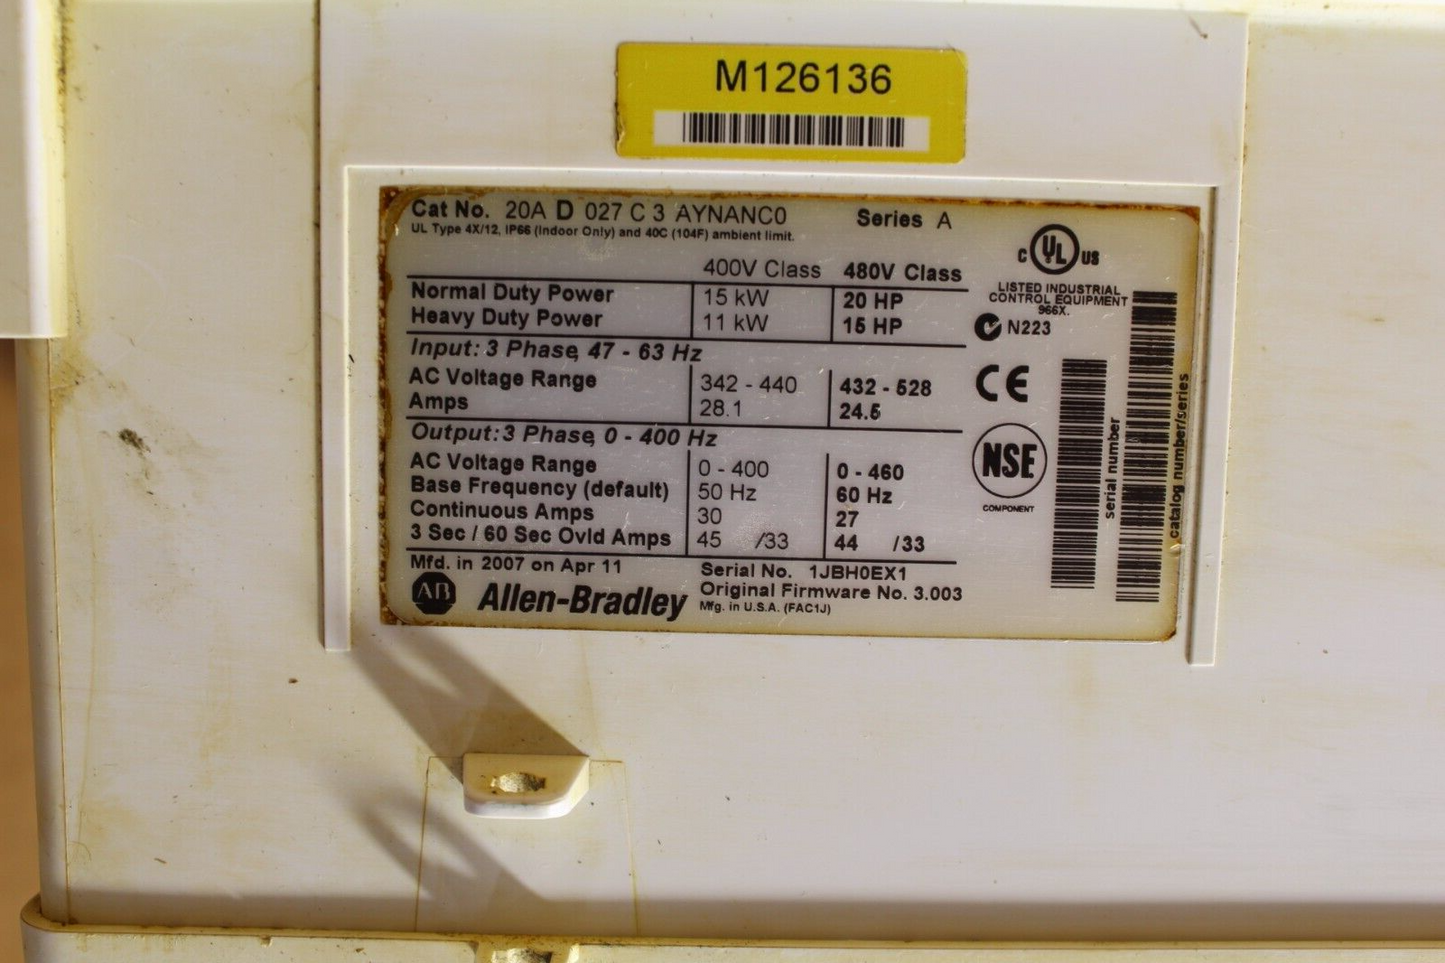 M126136
Cat No. 20A D 027 C 3 AYNANC0 Series A
UL Type 4X/12, IP66 (Indoor Only) and 40C (104F) ambient limit.
400V Class 480V Class
Normal Duty Power 15 kW 20 HP
Heavy Duty Power 11 kW 15 HP
Input: 3 Phase, 47 - 63 Hz
AC Voltage Range 342 - 440 432 - 528
Amps 28.1 24.5
Output: 3 Phase, 0 - 400 Hz
AC Voltage Range 0 - 400 0 - 460
Base Frequency (default) 50 Hz 60 Hz
Continuous Amps 30 27
3 Sec / 60 Sec Ovld Amps 45 /33 44 /33
Mfd. in 2007 on Apr 11 Serial No. 1JBH0EX1
Original Firmware No. 3.003
AB Allen-Bradley Mfg. in U.S.A. (FAC1J)
C UL US
LISTED INDUSTRIAL
CONTROL EQUIPMENT
966X.
N223
CE
NSF
COMPONENT
serial number
catalog number/series